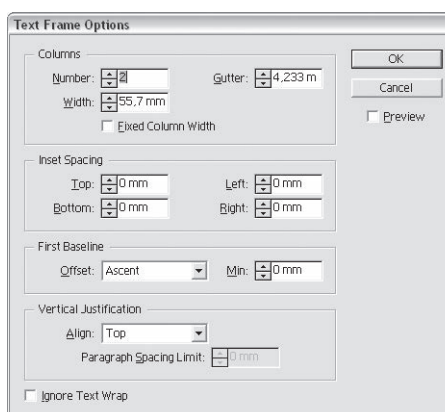 Text Frame Options
Columns
Number: 2 Gutter: 4,233 m
Width: 55,7 mm
Fixed Column Width
OK
Cancel
Preview
Inset Spacing
Top: 0 mm Left: 0 mm
Bottom: 0 mm Right: 0 mm
First Baseline
Offset: Ascent Min: 0 mm
Vertical Justification
Align: Top
Paragraph Spacing Limit: 0 mm
Ignore Text Wrap